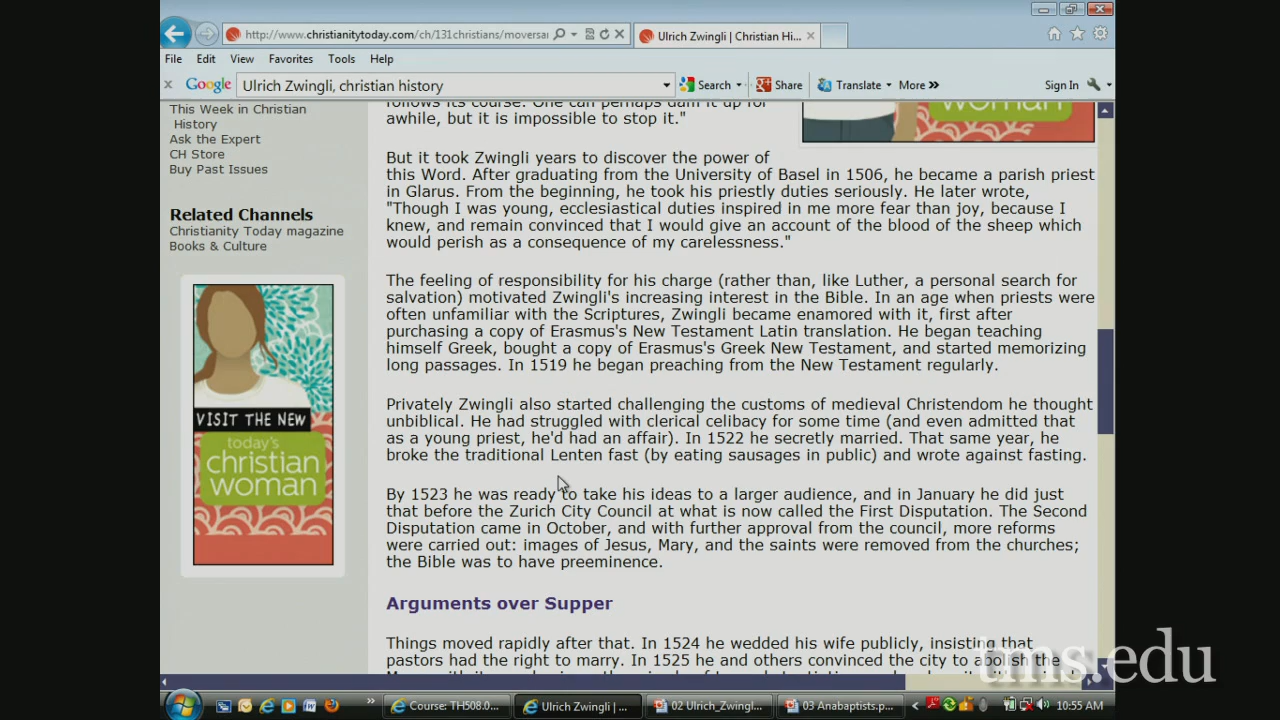 http://www.christianitytoday.com/ch/131christians/moversa
Ulrich Zwingli | Christian Hi...
File Edit View Favorites Tools Help
Google Ulrich Zwingli, christian history Search Share Translate More » Sign In
This Week in Christian
History
Ask the Expert
CH Store
Buy Past Issues
Related Channels
Christianity Today magazine
Books & Culture
VISIT THE NEW
today's
christian
woman
woman
follows its course. One can perhaps dam it up for
awhile, but it is impossible to stop it."
But it took Zwingli years to discover the power of
this Word. After graduating from the University of Basel in 1506, he became a parish priest
in Glarus. From the beginning, he took his priestly duties seriously. He later wrote,
"Though I was young, ecclesiastical duties inspired in me more fear than joy, because I
knew, and remain convinced that I would give an account of the blood of the sheep which
would perish as a consequence of my carelessness."
The feeling of responsibility for his charge (rather than, like Luther, a personal search for
salvation) motivated Zwingli's increasing interest in the Bible. In an age when priests were
often unfamiliar with the Scriptures, Zwingli became enamored with it, first after
purchasing a copy of Erasmus's New Testament Latin translation. He began teaching
himself Greek, bought a copy of Erasmus's Greek New Testament, and started memorizing
long passages. In 1519 he began preaching from the New Testament regularly.
Privately Zwingli also started challenging the customs of medieval Christendom he thought
unbiblical. He had struggled with clerical celibacy for some time (and even admitted that
as a young priest, he'd had an affair). In 1522 he secretly married. That same year, he
broke the traditional Lenten fast (by eating sausages in public) and wrote against fasting.
By 1523 he was ready to take his ideas to a larger audience, and in January he did just
that before the Zurich City Council at what is now called the First Disputation. The Second
Disputation came in October, and with further approval from the council, more reforms
were carried out: images of Jesus, Mary, and the saints were removed from the churches;
the Bible was to have preeminence.
Arguments over Supper
Things moved rapidly after that. In 1524 he wedded his wife publicly, insisting that
pastors had the right to marry. In 1525 he and others convinced the city to abolish the
tms.edu
Course: TH508.0... Ulrich Zwingli | ... 02 Ulrich_Zwingl... 03 Anabaptists.p... 10:55 AM